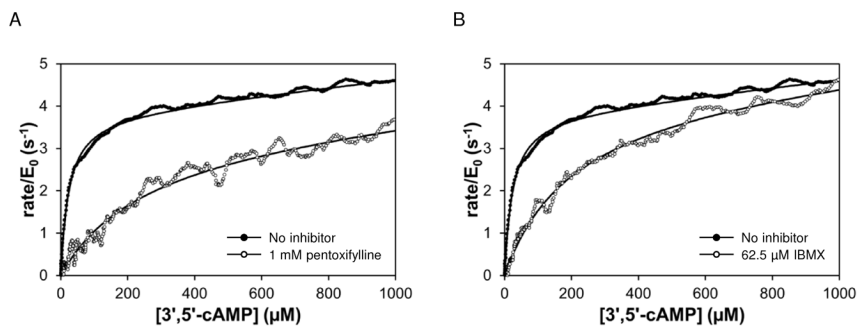 A
B
5
4
3
2
1
0
rate/E0 (s-1)
No inhibitor
1 mM pentoxifylline
0 200 400 600 800 1000
[3',5'-cAMP] (µM)
5
4
3
2
1
0
rate/E0 (s-1)
No inhibitor
62.5 µM IBMX
0 200 400 600 800 1000
[3',5'-cAMP] (µM)